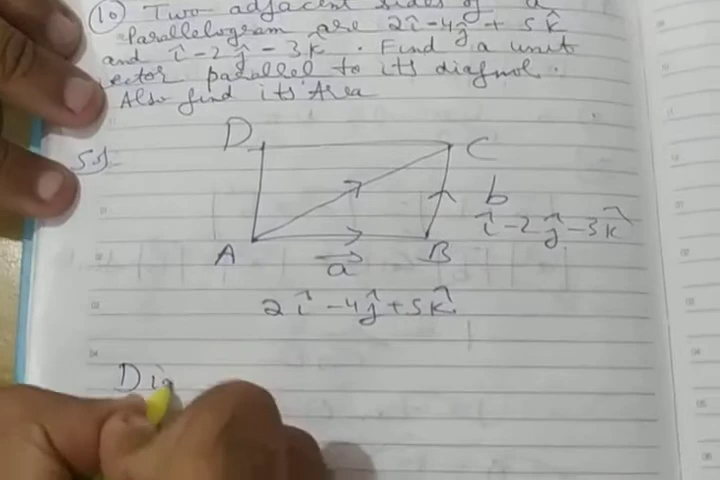 (10) Two adjacent sides of a
Parallelogram are 2î - 4ĵ + 5k̂
and î - 2ĵ - 3k̂ . Find a unit
vector parallel to its diagnol .
Also find its Area
Sol
D
C
b
î - 2ĵ - 3k̂
A
B
a⃗
2î - 4ĵ + 5k̂
Di